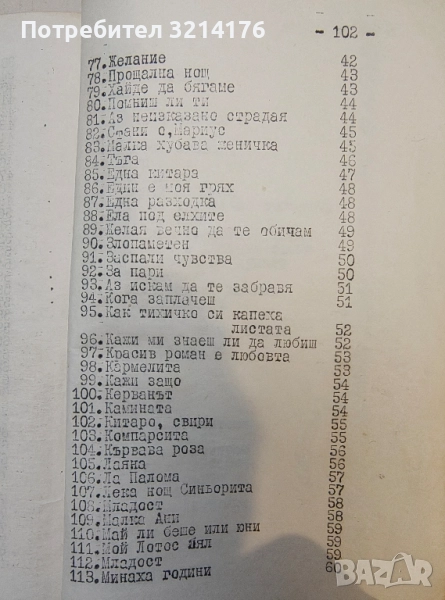 Потребител 3214176
- 102 -
77. Желание 42
78. Прощална нощ 43
79. Хайде да бягаме 43
80. Помниш ли ти 44
81. Аз неизказано страдая 44
82. Стани с, Мариус 45
83. Малка хубава женичка 45
84. Тъга 46
85. Една китара 47
86. Един е моя грях 48
87. Една разходка 48
88. Ела под елхите 48
89. Желая вечно да те обичам 49
90. Злопаметен 49
91. Заспали чувства 50
92. За пари 50
93. Аз искам да те забравя 51
94. Кога заплачеш 51
95. Как тихичко си капеха
листата 52
96. Кажи ми знаеш ли да любиш 52
97. Красив роман е любовта 53
98. Кармелита 53
99. Кажи защо 54
100. Керванът 54
101. Камината 54
102. Китаро, свири 55
103. Компарсита 55
104. Кървава роза 56
105. Лаяна 56
106. Ла Палома 57
107. Лека нощ Синьорита 57
108. Младост 58
109. Малка Ани 58
110. Май ли беше или юни 59
111. Мой Лотос бял 59
112. Младост 59
113. Минаха години 60
Bazar.bg